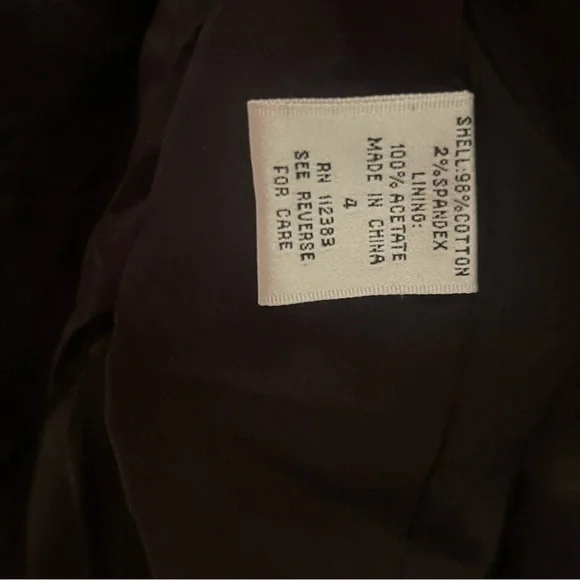 SHELL:98%COTTON
2%SPANDEX
LINING:
100% ACETATE
MADE IN CHINA
4
RN 112383
SEE REVERSE
FOR CARE